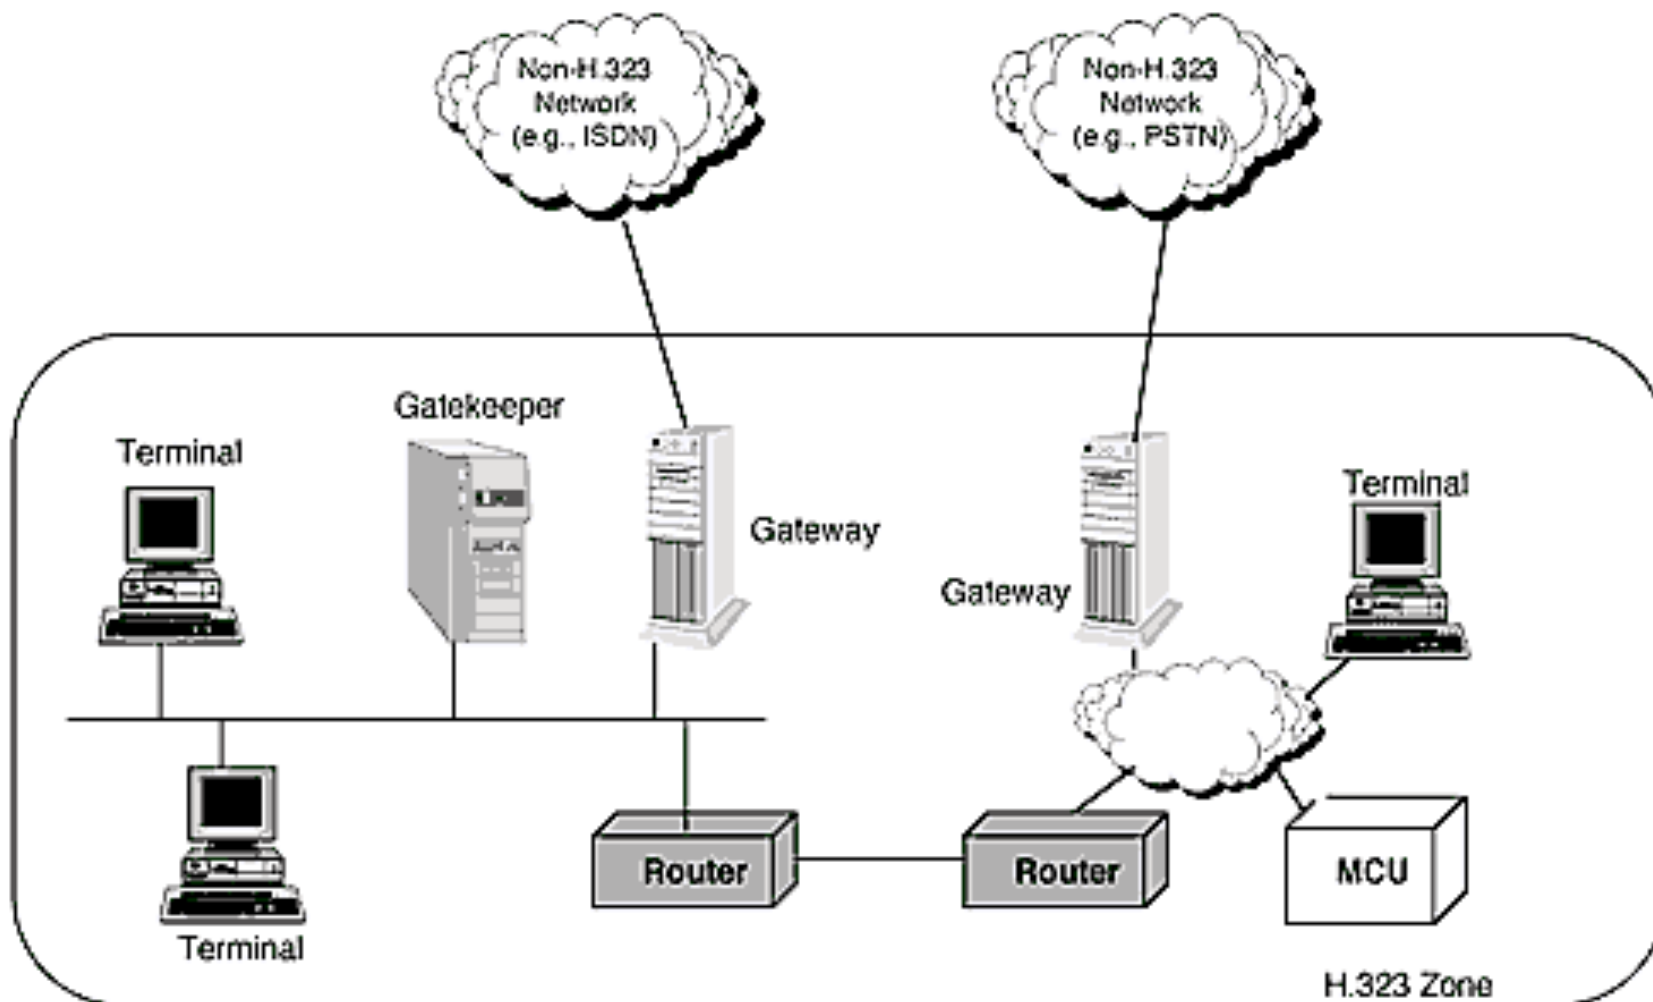 Non-H.323
Network
(e.g., ISDN)
Non-H.323
Network
(e.g., PSTN)
Gatekeeper
Terminal
Gateway
Terminal
Gateway
Router
Router
MCU
Terminal
H.323 Zone